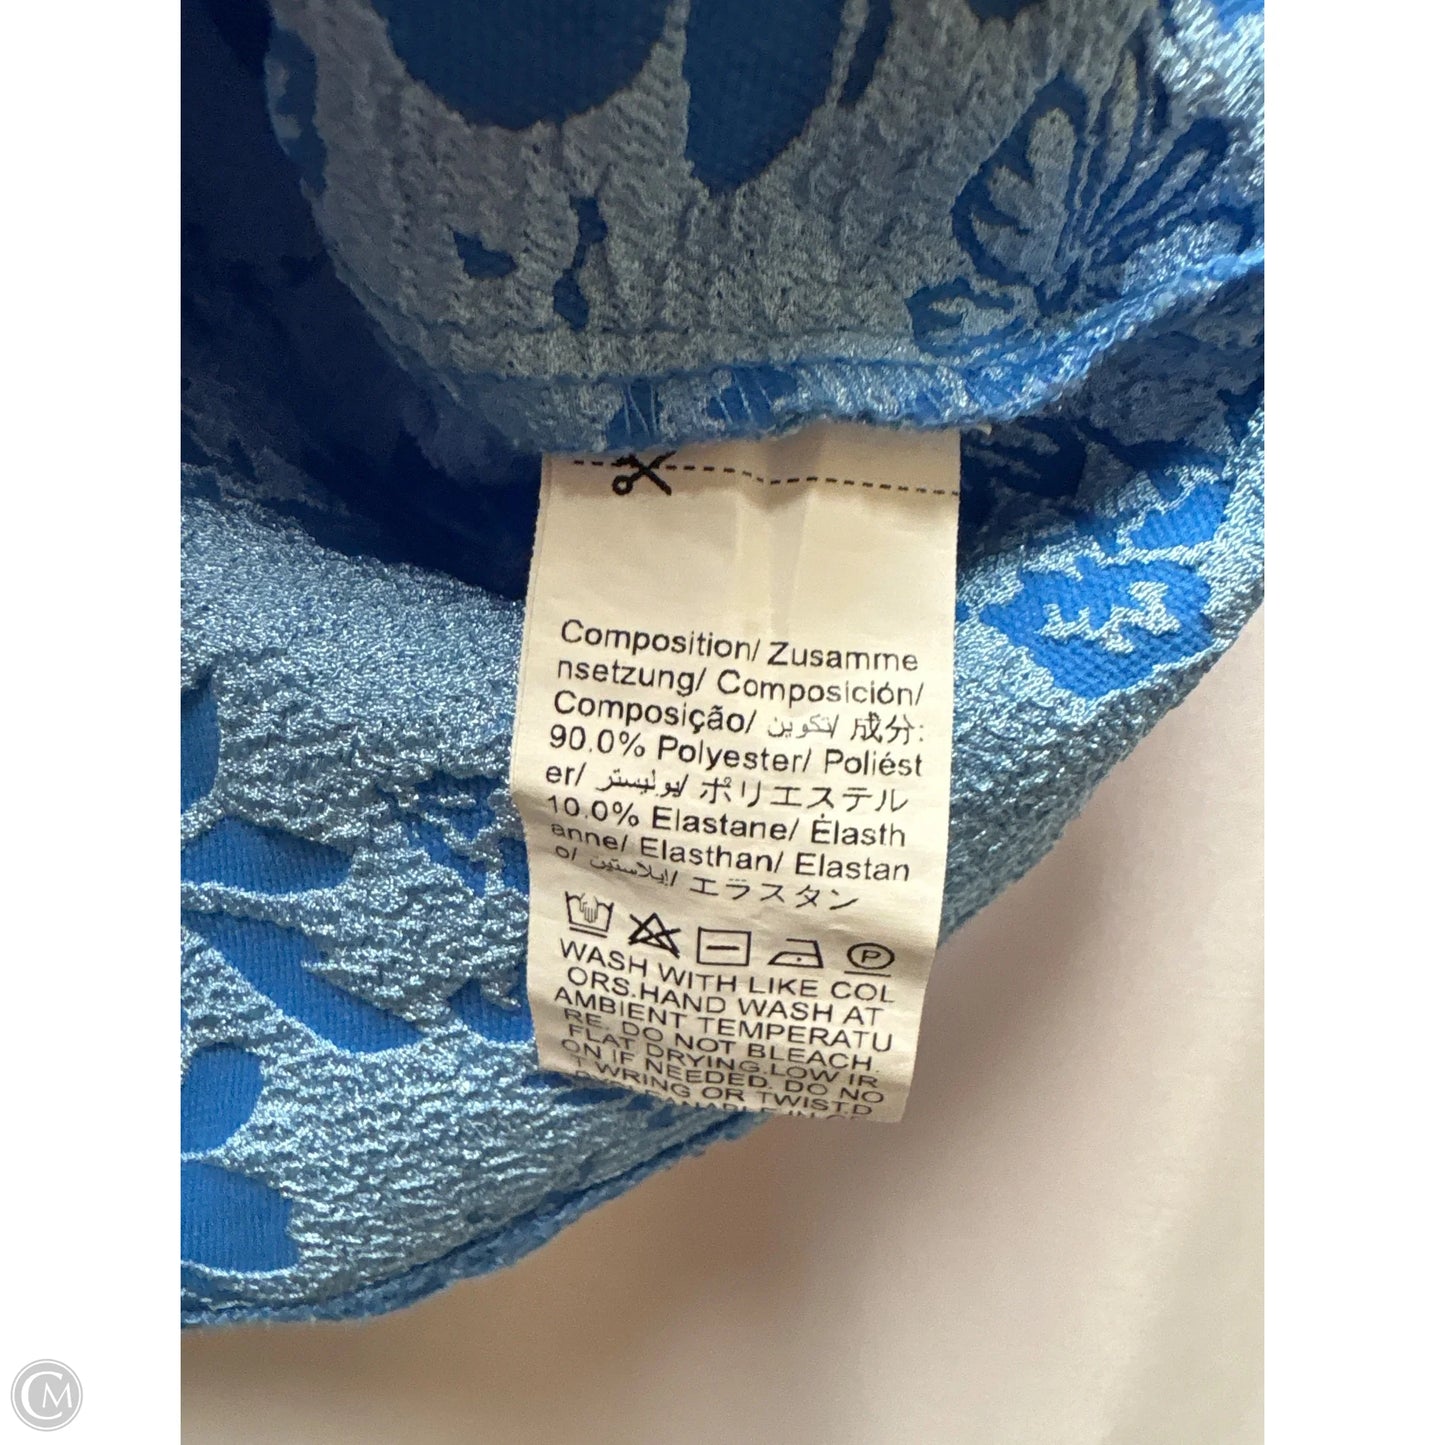 Composition/ Zusamme
nsetzung/ Composición/
Composição/ تكوين/ 成分:
90.0% Polyester/ Poliést
er/ بوليستر/ ポリエステル
10.0% Elastane/ Élasth
anne/ Elasthan/ Elastan
o/ إيلاستين/ エラスタン
P
WASH WITH LIKE COL
ORS.HAND WASH AT
AMBIENT TEMPERATU
RE. DO NOT BLEACH.
FLAT DRYING.LOW IR
ON IF NEEDED. DO NO
T WRING OR TWIST.D
CM